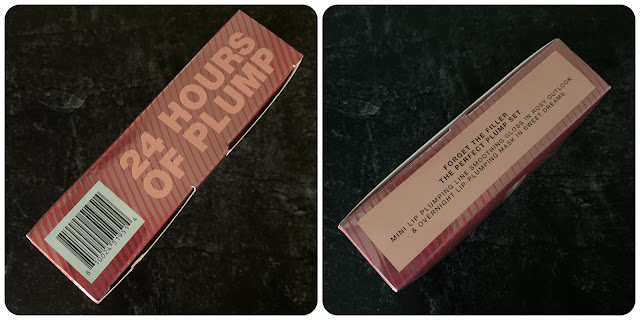 24 HOURS
OF PLUMP
FORGET THE FILLER
THE PERFECT PLUMP SET
MINI LIP PLUMPING LINE SMOOTHING GLOSS IN ROSY OUTLOOK
& OVERNIGHT LIP PLUMPING MASK IN SWEET DREAMS